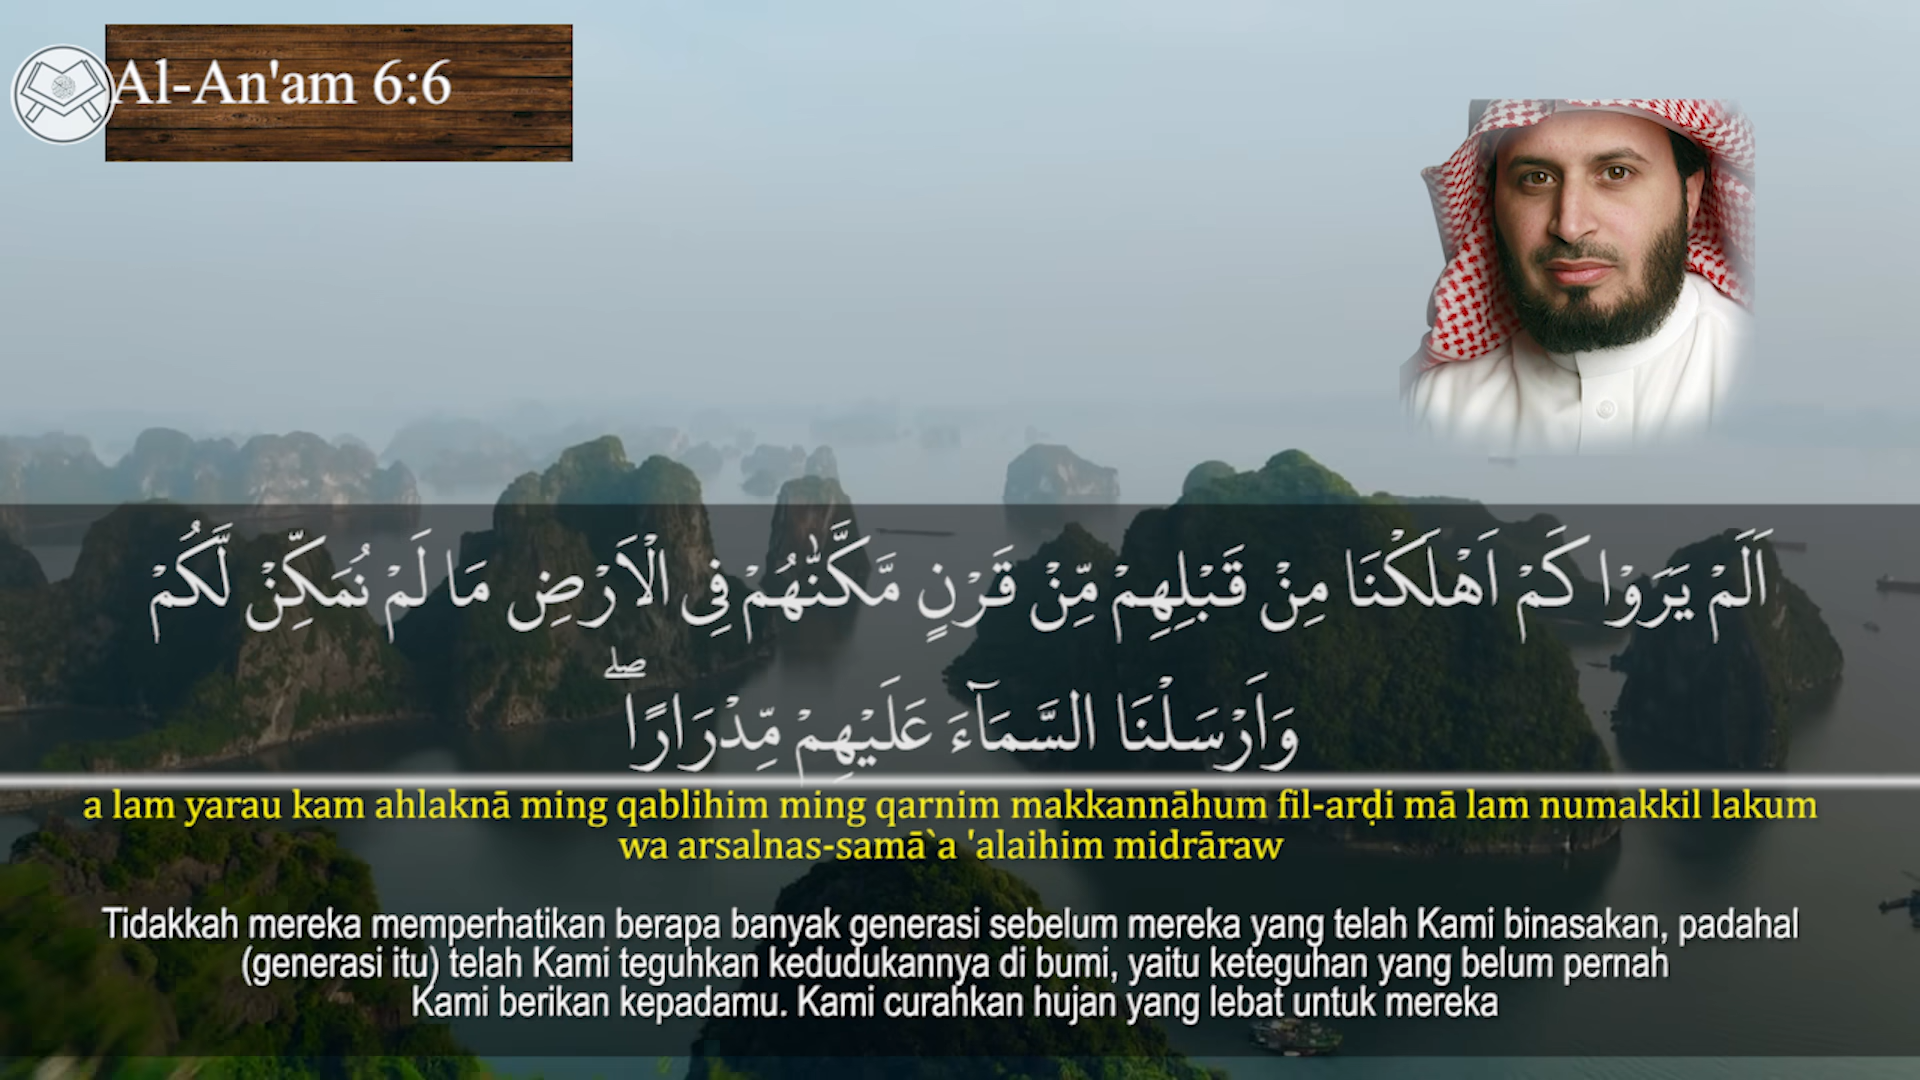 Al-An'am 6:6
اَلَمْ يَرَوْا كَمْ اَهْلَكْنَا مِنْ قَبْلِهِمْ مِّنْ قَرْنٍ مَّكَّنّٰهُمْ فِى الْاَرْضِ مَا لَمْ نُمَكِّنْ لَّكُمْ
وَاَرْسَلْنَا السَّمَاۤءَ عَلَيْهِمْ مِّدْرَارًا ۖ
a lam yarau kam ahlaknā ming qablihim ming qarnim makkannāhum fil-arḍi mā lam numakkil lakum
wa arsalnas-samā`a 'alaihim midrāraw
Tidakkah mereka memperhatikan berapa banyak generasi sebelum mereka yang telah Kami binasakan, padahal
(generasi itu) telah Kami teguhkan kedudukannya di bumi, yaitu keteguhan yang belum pernah
Kami berikan kepadamu. Kami curahkan hujan yang lebat untuk mereka